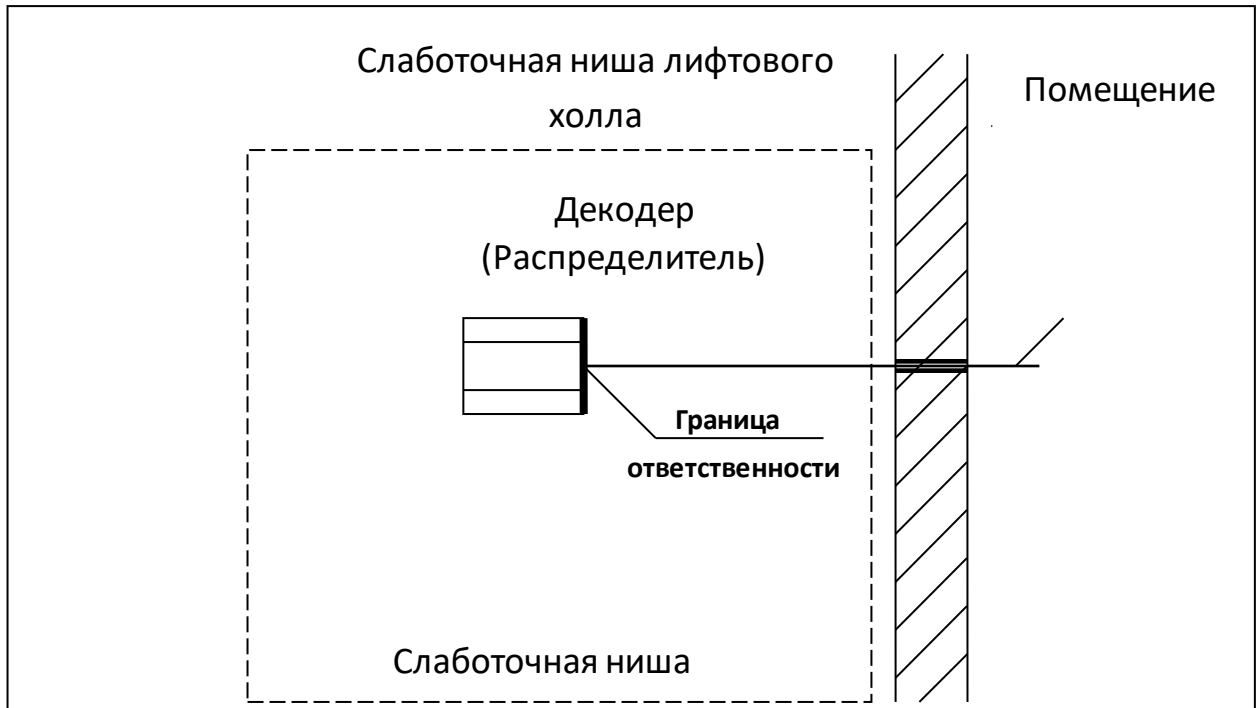 Слаботочная ниша лифтового
холла
Помещение
Декодер
(Распределитель)
Граница
ответственности
Слаботочная ниша